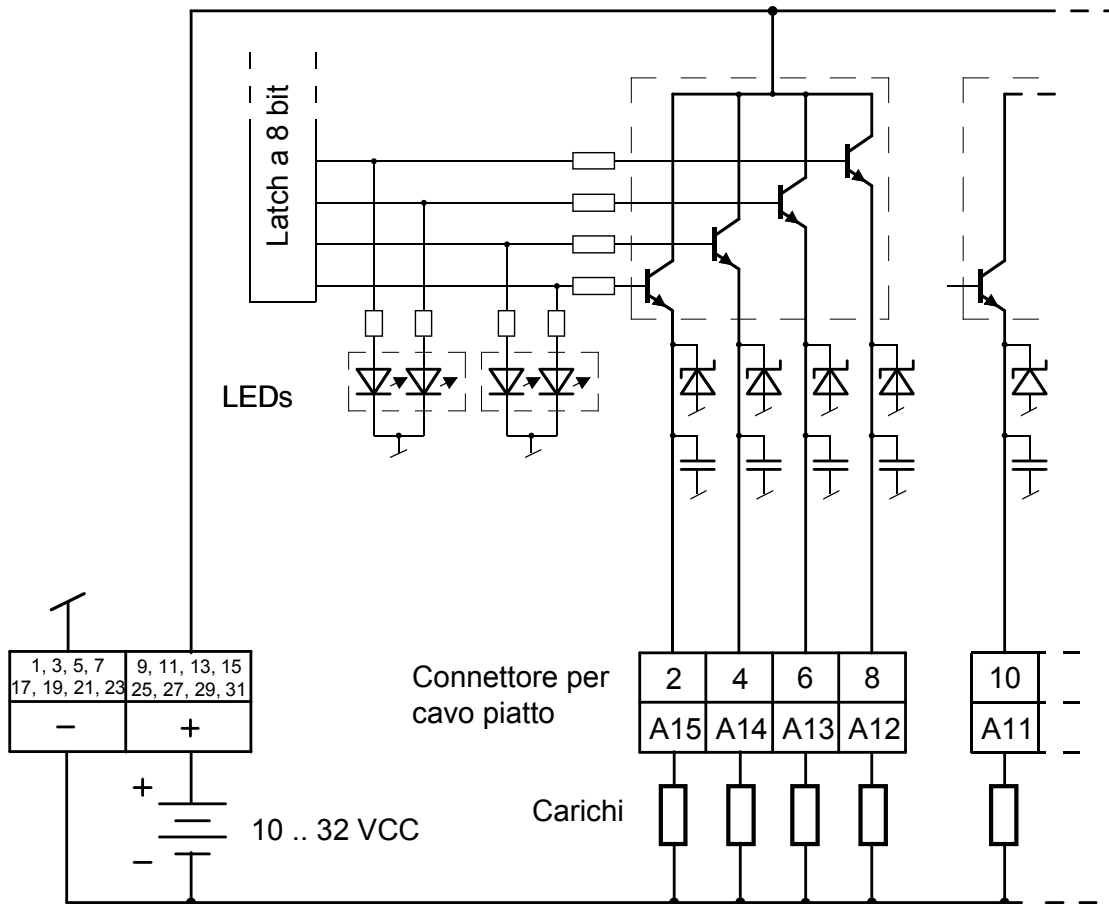 Latch a 8 bit
LEDs
1, 3, 5, 7
17, 19, 21, 23
9, 11, 13, 15
25, 27, 29, 31
−
+
Connettore per
cavo piatto
2
4
6
8
10
A15
A14
A13
A12
A11
+
−
10 .. 32 VCC
Carichi